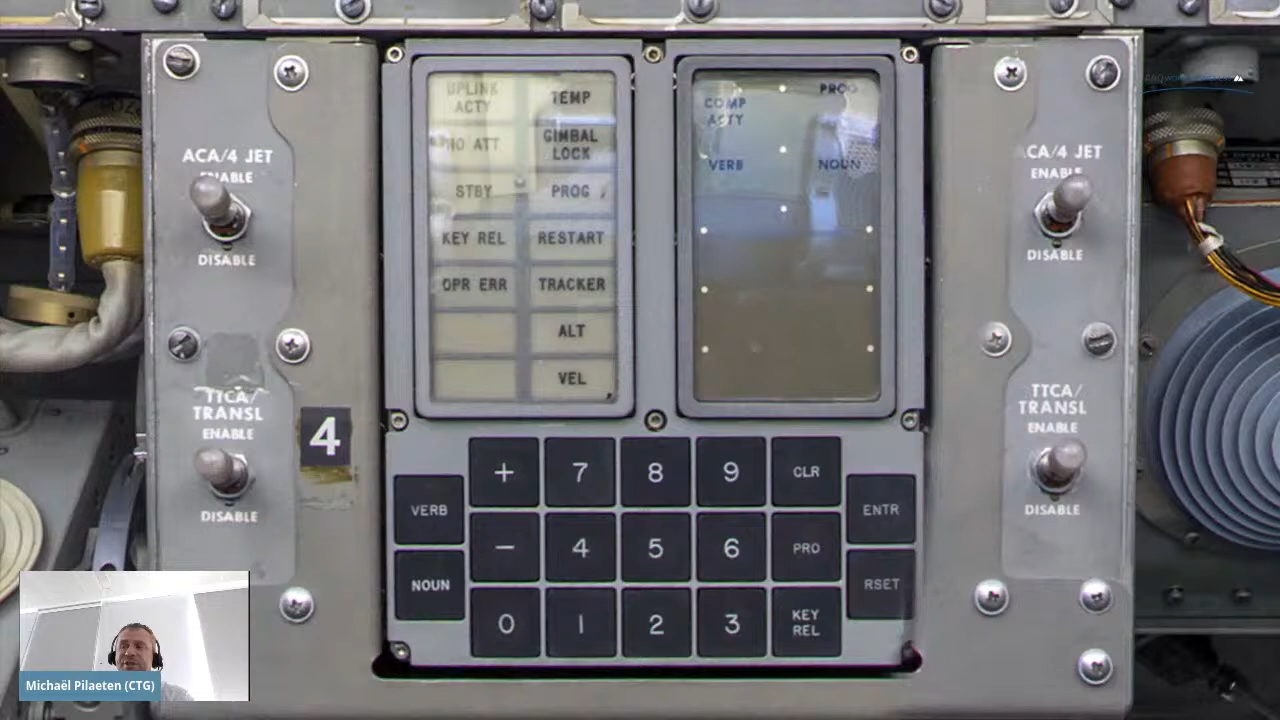 UPLINK
ACTY
TEMP
NO ATT
GIMBAL
LOCK
STBY
PROG
KEY REL
RESTART
OPR ERR
TRACKER
ALT
VEL
COMP
ACTY
PROG
VERB
NOUN
ACA/4 JET
ENABLE
DISABLE
TTCA/
TRANSL
ENABLE
DISABLE
4
CA/4 JET
ENABLE
DISABLE
TTCA/
TRANSL
ENABLE
DISABLE
VERB
NOUN
+ 7 8 9 CLR
- 4 5 6 PRO
0 1 2 3 KEY
REL
ENTR
RSET
Michaël Pilaeten (CTG)